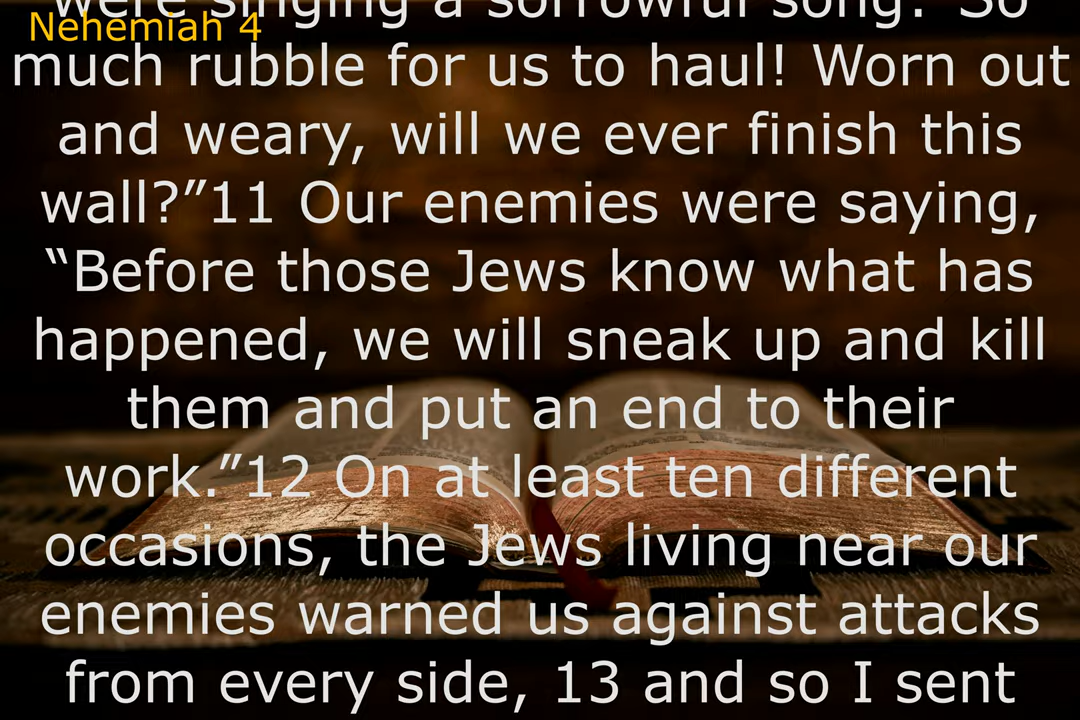 were singing a sorrowful song: "So
Nehemiah 4
much rubble for us to haul! Worn out
and weary, will we ever finish this
wall?”11 Our enemies were saying,
“Before those Jews know what has
happened, we will sneak up and kill
them and put an end to their
work.”12 On at least ten different
occasions, the Jews living near our
enemies warned us against attacks
from every side, 13 and so I sent